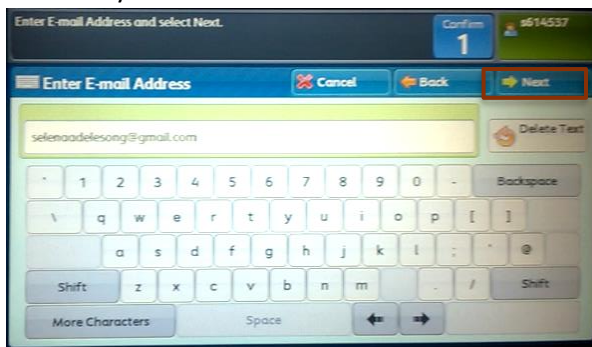 Enter E-mail Address and select Next.
Confirm
1
s614537
Enter E-mail Address
Cancel
Back
Next
selenaadelesong@gmail.com
Delete Text
` 1 2 3 4 5 6 7 8 9 0 - Backspace
\ q w e r t y u i o p [ ]
a s d f g h j k l ; ' @
Shift z x c v b n m . / Shift
More Characters Space